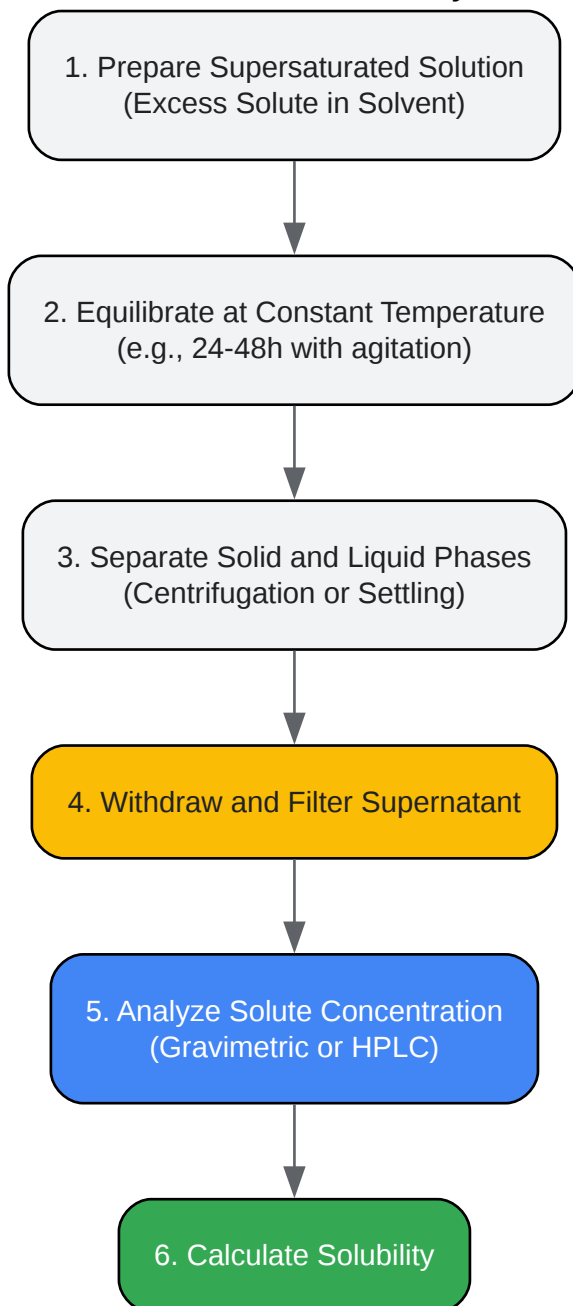 1. Prepare Supersaturated Solution
(Excess Solute in Solvent)
2. Equilibrate at Constant Temperature
(e.g., 24-48h with agitation)
3. Separate Solid and Liquid Phases
(Centrifugation or Settling)
4. Withdraw and Filter Supernatant
5. Analyze Solute Concentration
(Gravimetric or HPLC)
6. Calculate Solubility